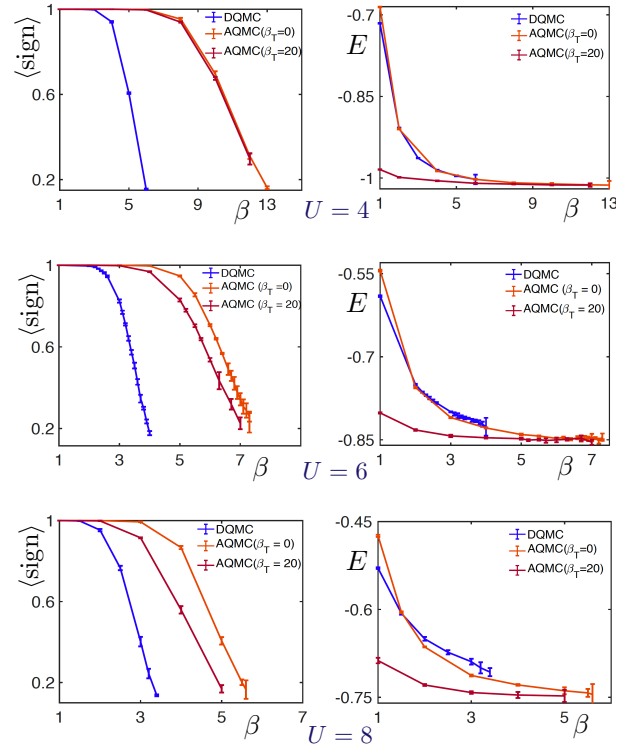 ⟨sign⟩
1
0.6
0.2
DQMC
AQMC(β_T=0)
AQMC(β_T=20)
1 5 9 13
β
E
-0.7
-0.85
-1
DQMC
AQMC(β_T=0)
AQMC(β_T=20)
1 5 9 13
β
U = 4
⟨sign⟩
1
0.6
0.2
DQMC
AQMC (β_T = 0)
AQMC (β_T = 20)
1 3 5 7
β
E
-0.55
-0.7
-0.85
DQMC
AQMC (β_T = 0)
AQMC (β_T = 20)
1 3 5 7
β
U = 6
⟨sign⟩
1
0.6
0.2
DQMC
AQMC(β_T = 0)
AQMC(β_T = 20)
1 3 5 7
β
E
-0.45
-0.6
-0.75
DQMC
AQMC(β_T=0)
AQMC(β_T=20)
1 3 5
β
U = 8